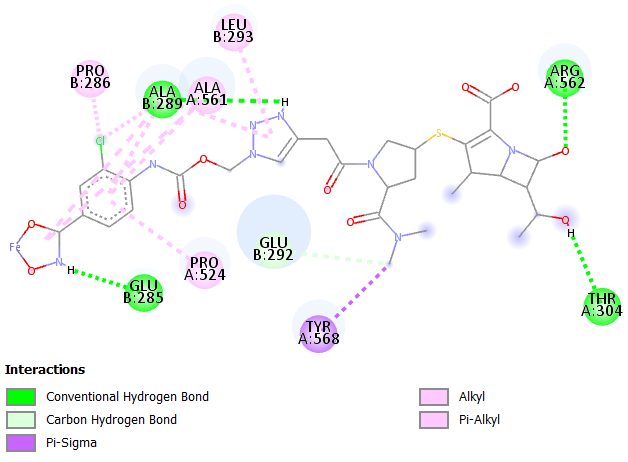 LEU
B:293
PRO
B:286
ALA
B:289
ALA
A:561
ARG
A:562
H
N
N
N
Cl
S
O
O
N
O
O
N
O
N
N
O
O
O
O
Fe
O
O
N
H
O
N
H
GLU
B:292
PRO
A:524
GLU
B:285
TYR
A:568
THR
A:304
Interactions
Conventional Hydrogen Bond
Carbon Hydrogen Bond
Pi-Sigma
Alkyl
Pi-Alkyl